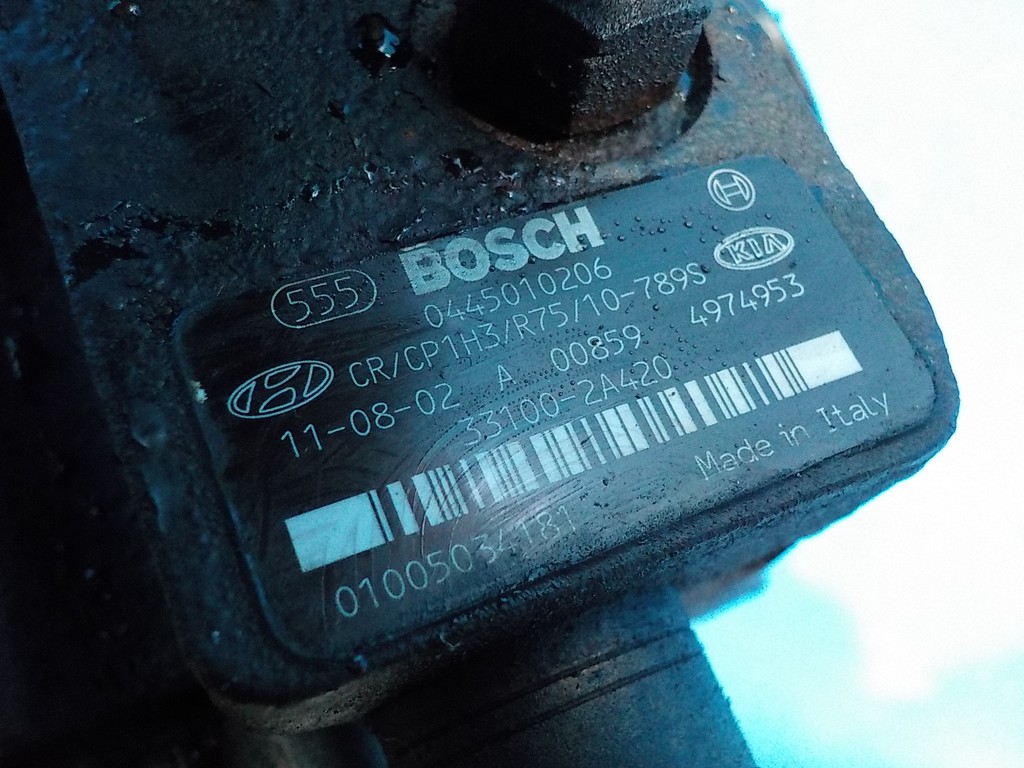 555 BOSCH
0445010206
CR/CP1H3/R75/10-789S KIA
11-08-02 A 00859 4974953
33100-2A420
Made in Italy
01005034181